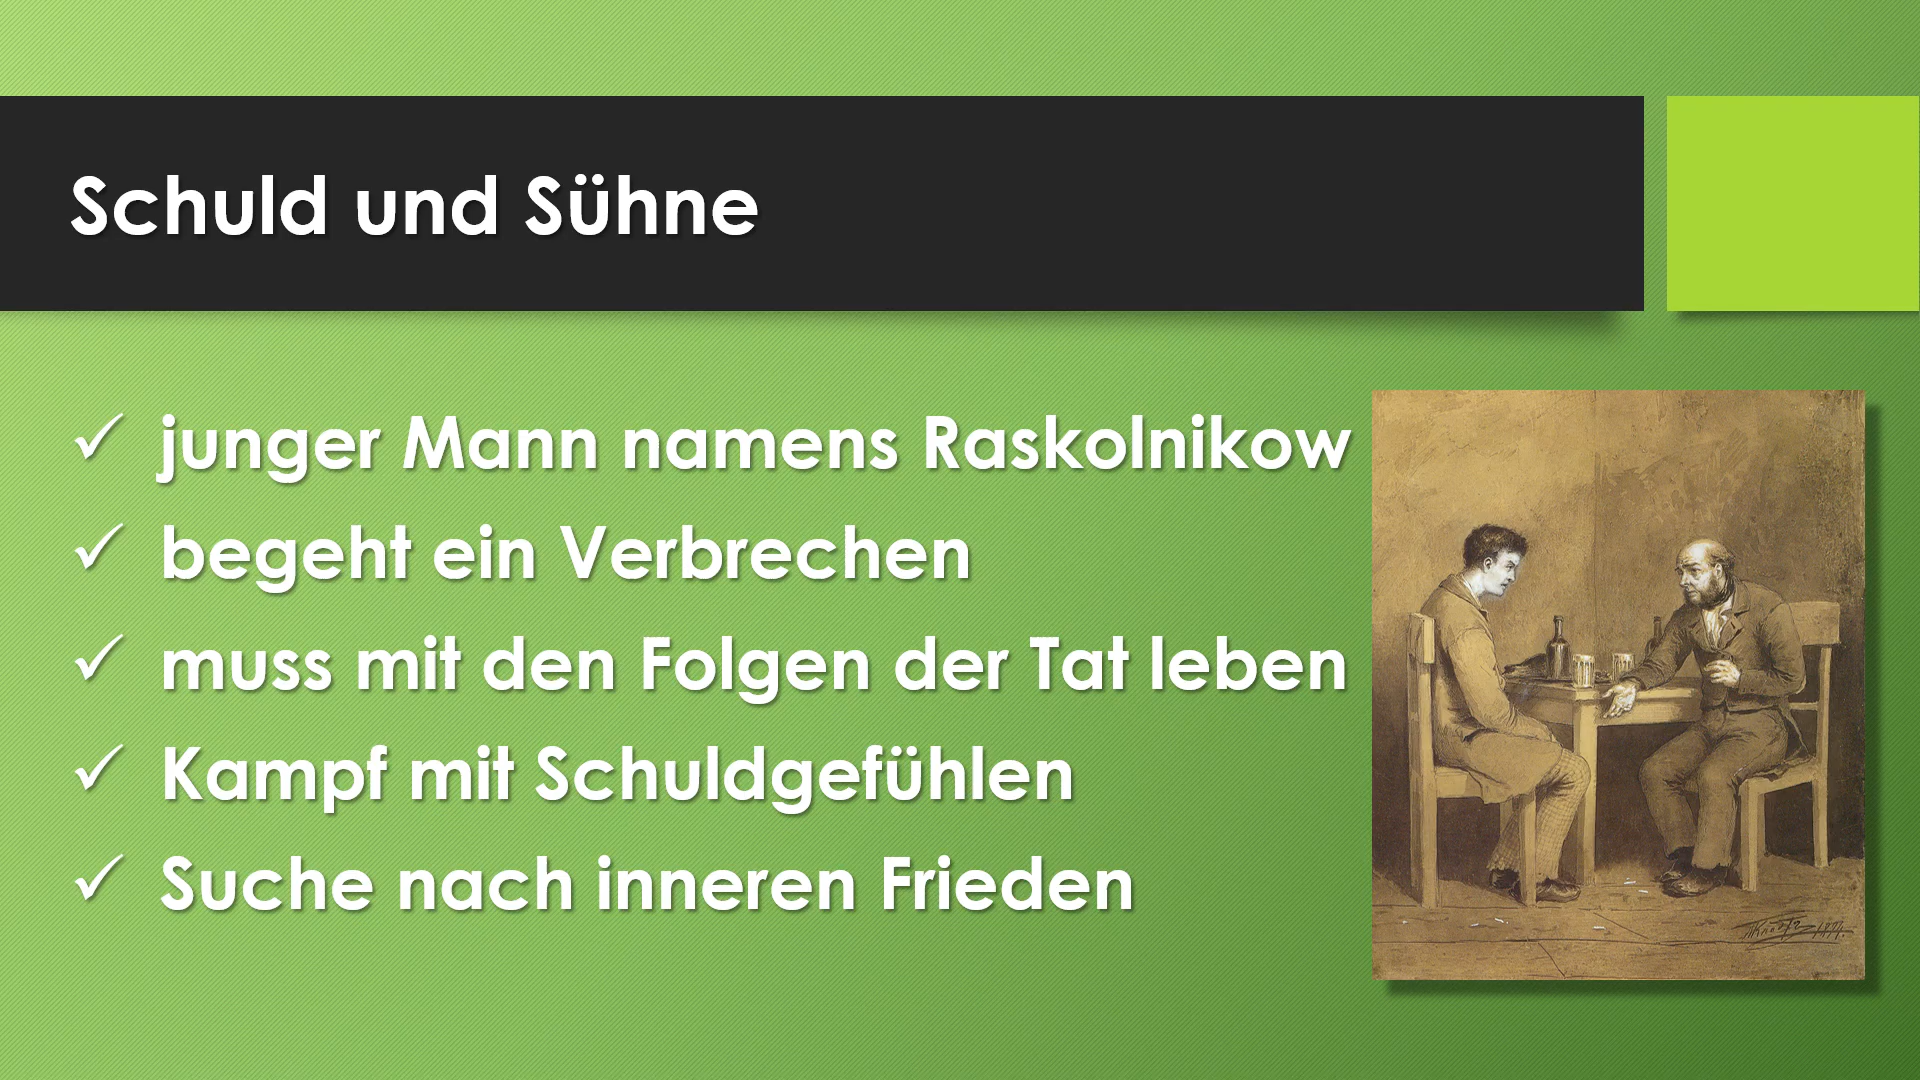 Schuld und Sühne
✓ junger Mann namens Raskolnikow
✓ begeht ein Verbrechen
✓ muss mit den Folgen der Tat leben
✓ Kampf mit Schuldgefühlen
✓ Suche nach inneren Frieden